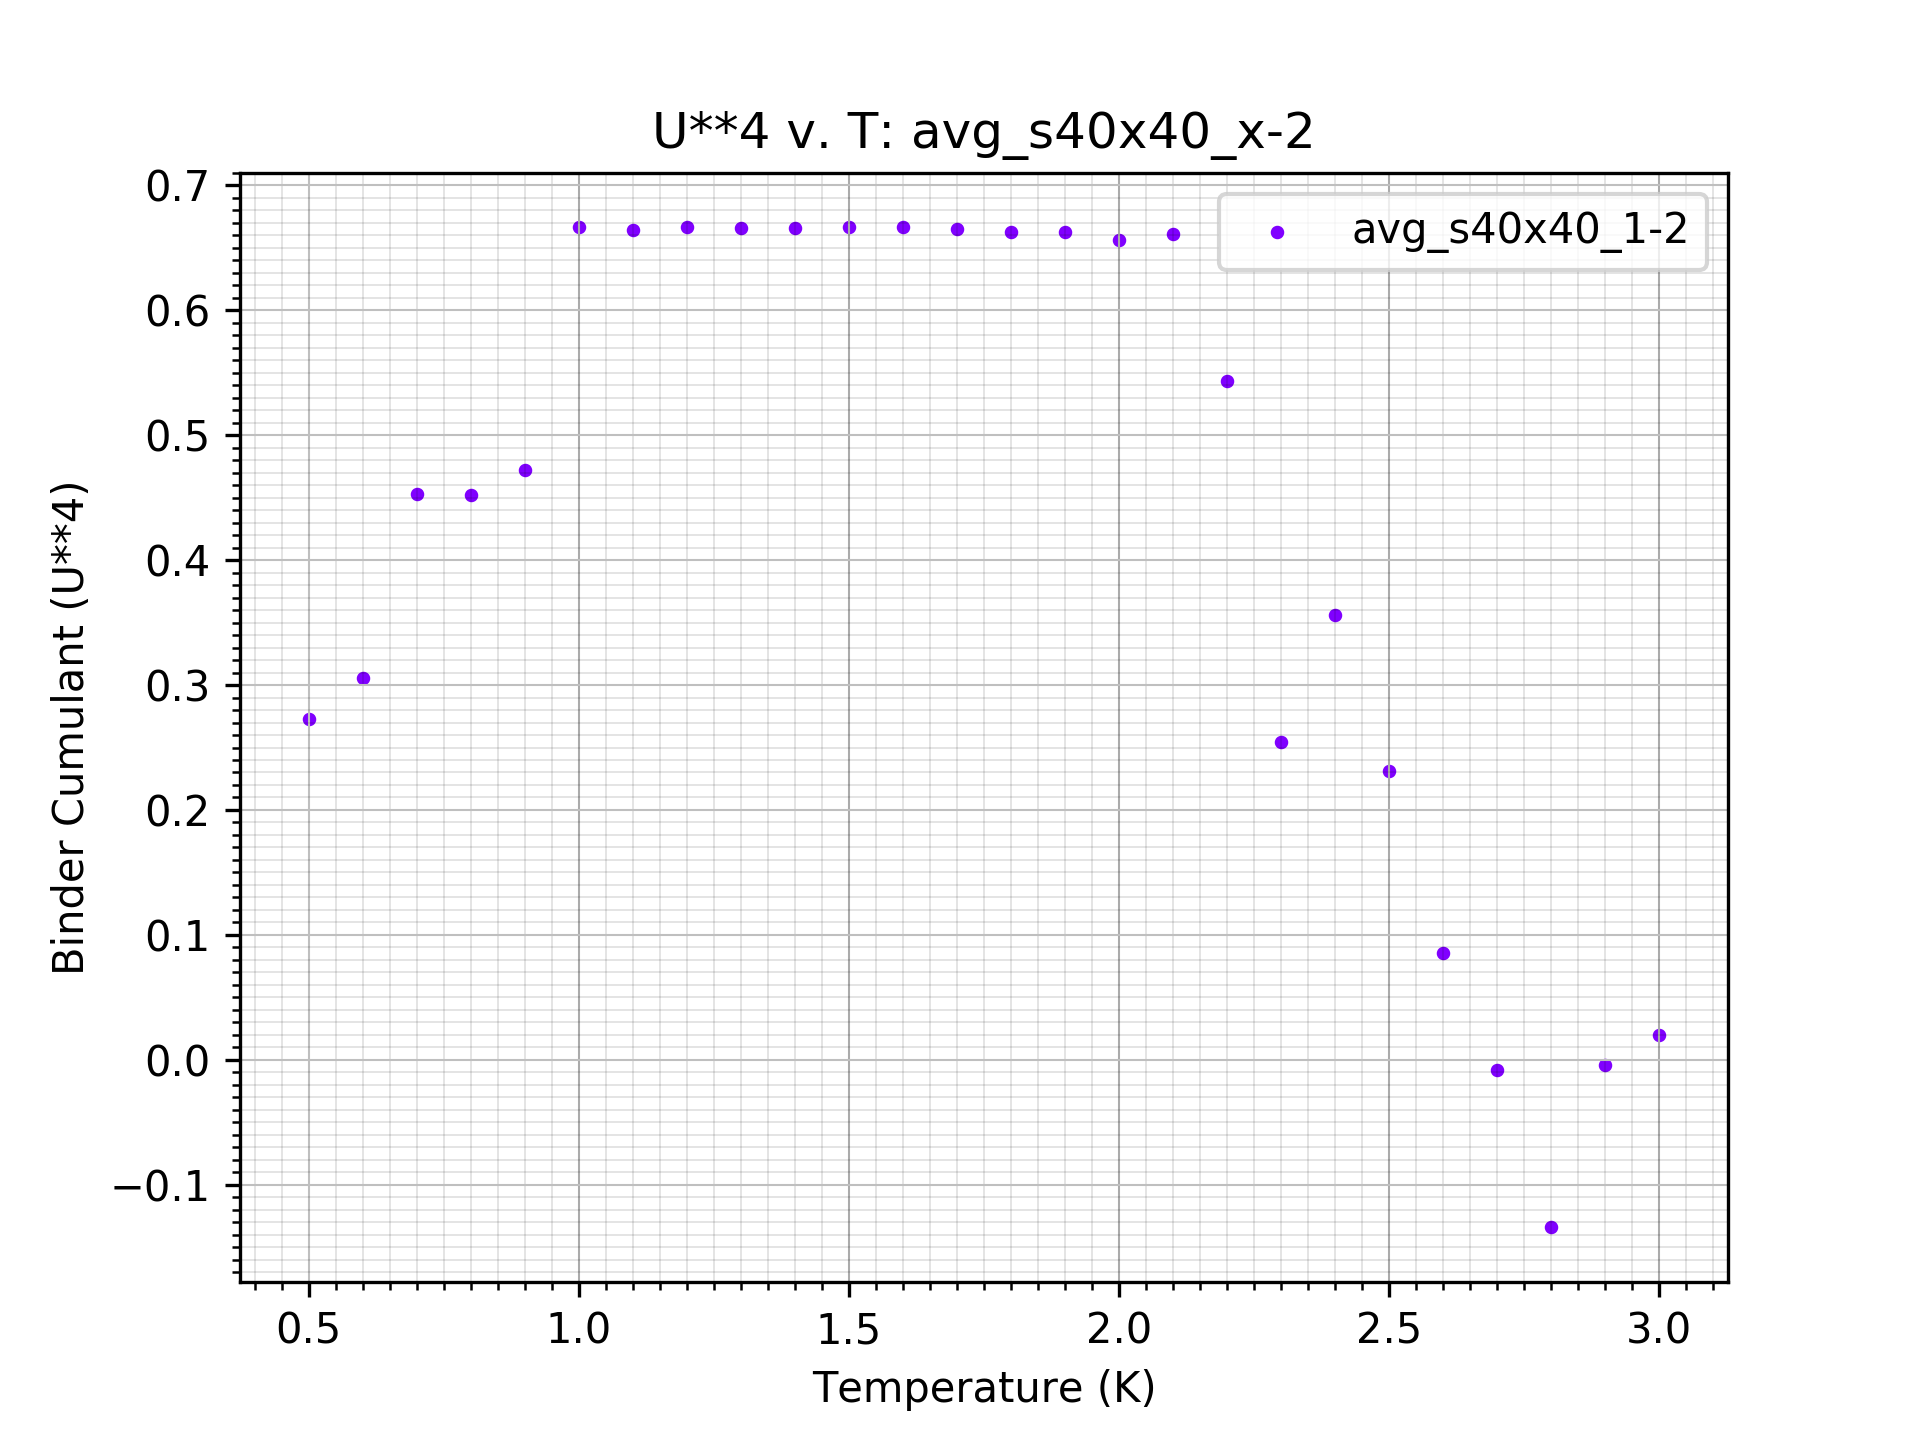 U**4 v. T: avg_s40x40_x-2
avg_s40x40_1-2
Binder Cumulant (U**4)
0.7
0.6
0.5
0.4
0.3
0.2
0.1
0.0
−0.1
0.5 1.0 1.5 2.0 2.5 3.0
Temperature (K)